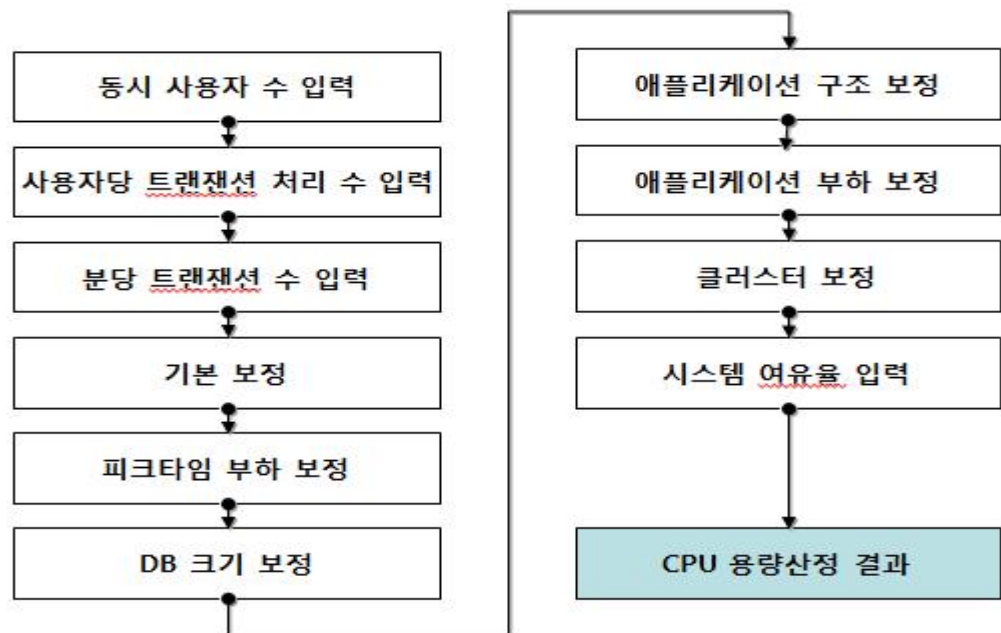 동시 사용자 수 입력
사용자당 트랜잰션 처리 수 입력
분당 트랜잰션 수 입력
기본 보정
피크타임 부하 보정
DB 크기 보정
애플리케이션 구조 보정
애플리케이션 부하 보정
클러스터 보정
시스템 여유율 입력
CPU 용량산정 결과